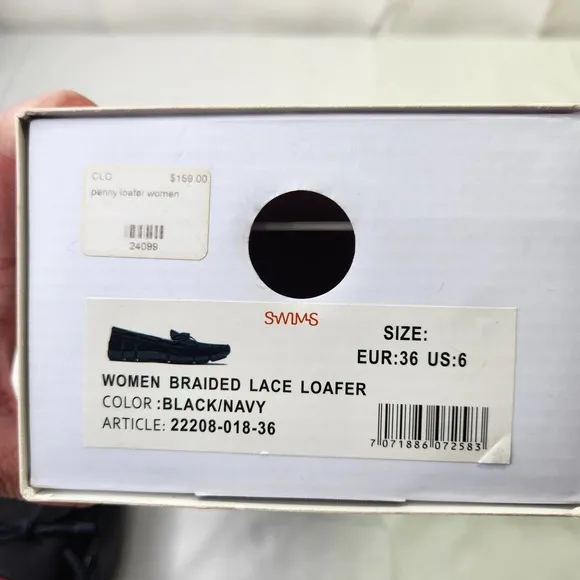 CLO $159.00
penny loafer women
24099
SWIMS
SIZE:
EUR:36 US:6
WOMEN BRAIDED LACE LOAFER
COLOR :BLACK/NAVY
ARTICLE: 22208-018-36
7 071886 072583